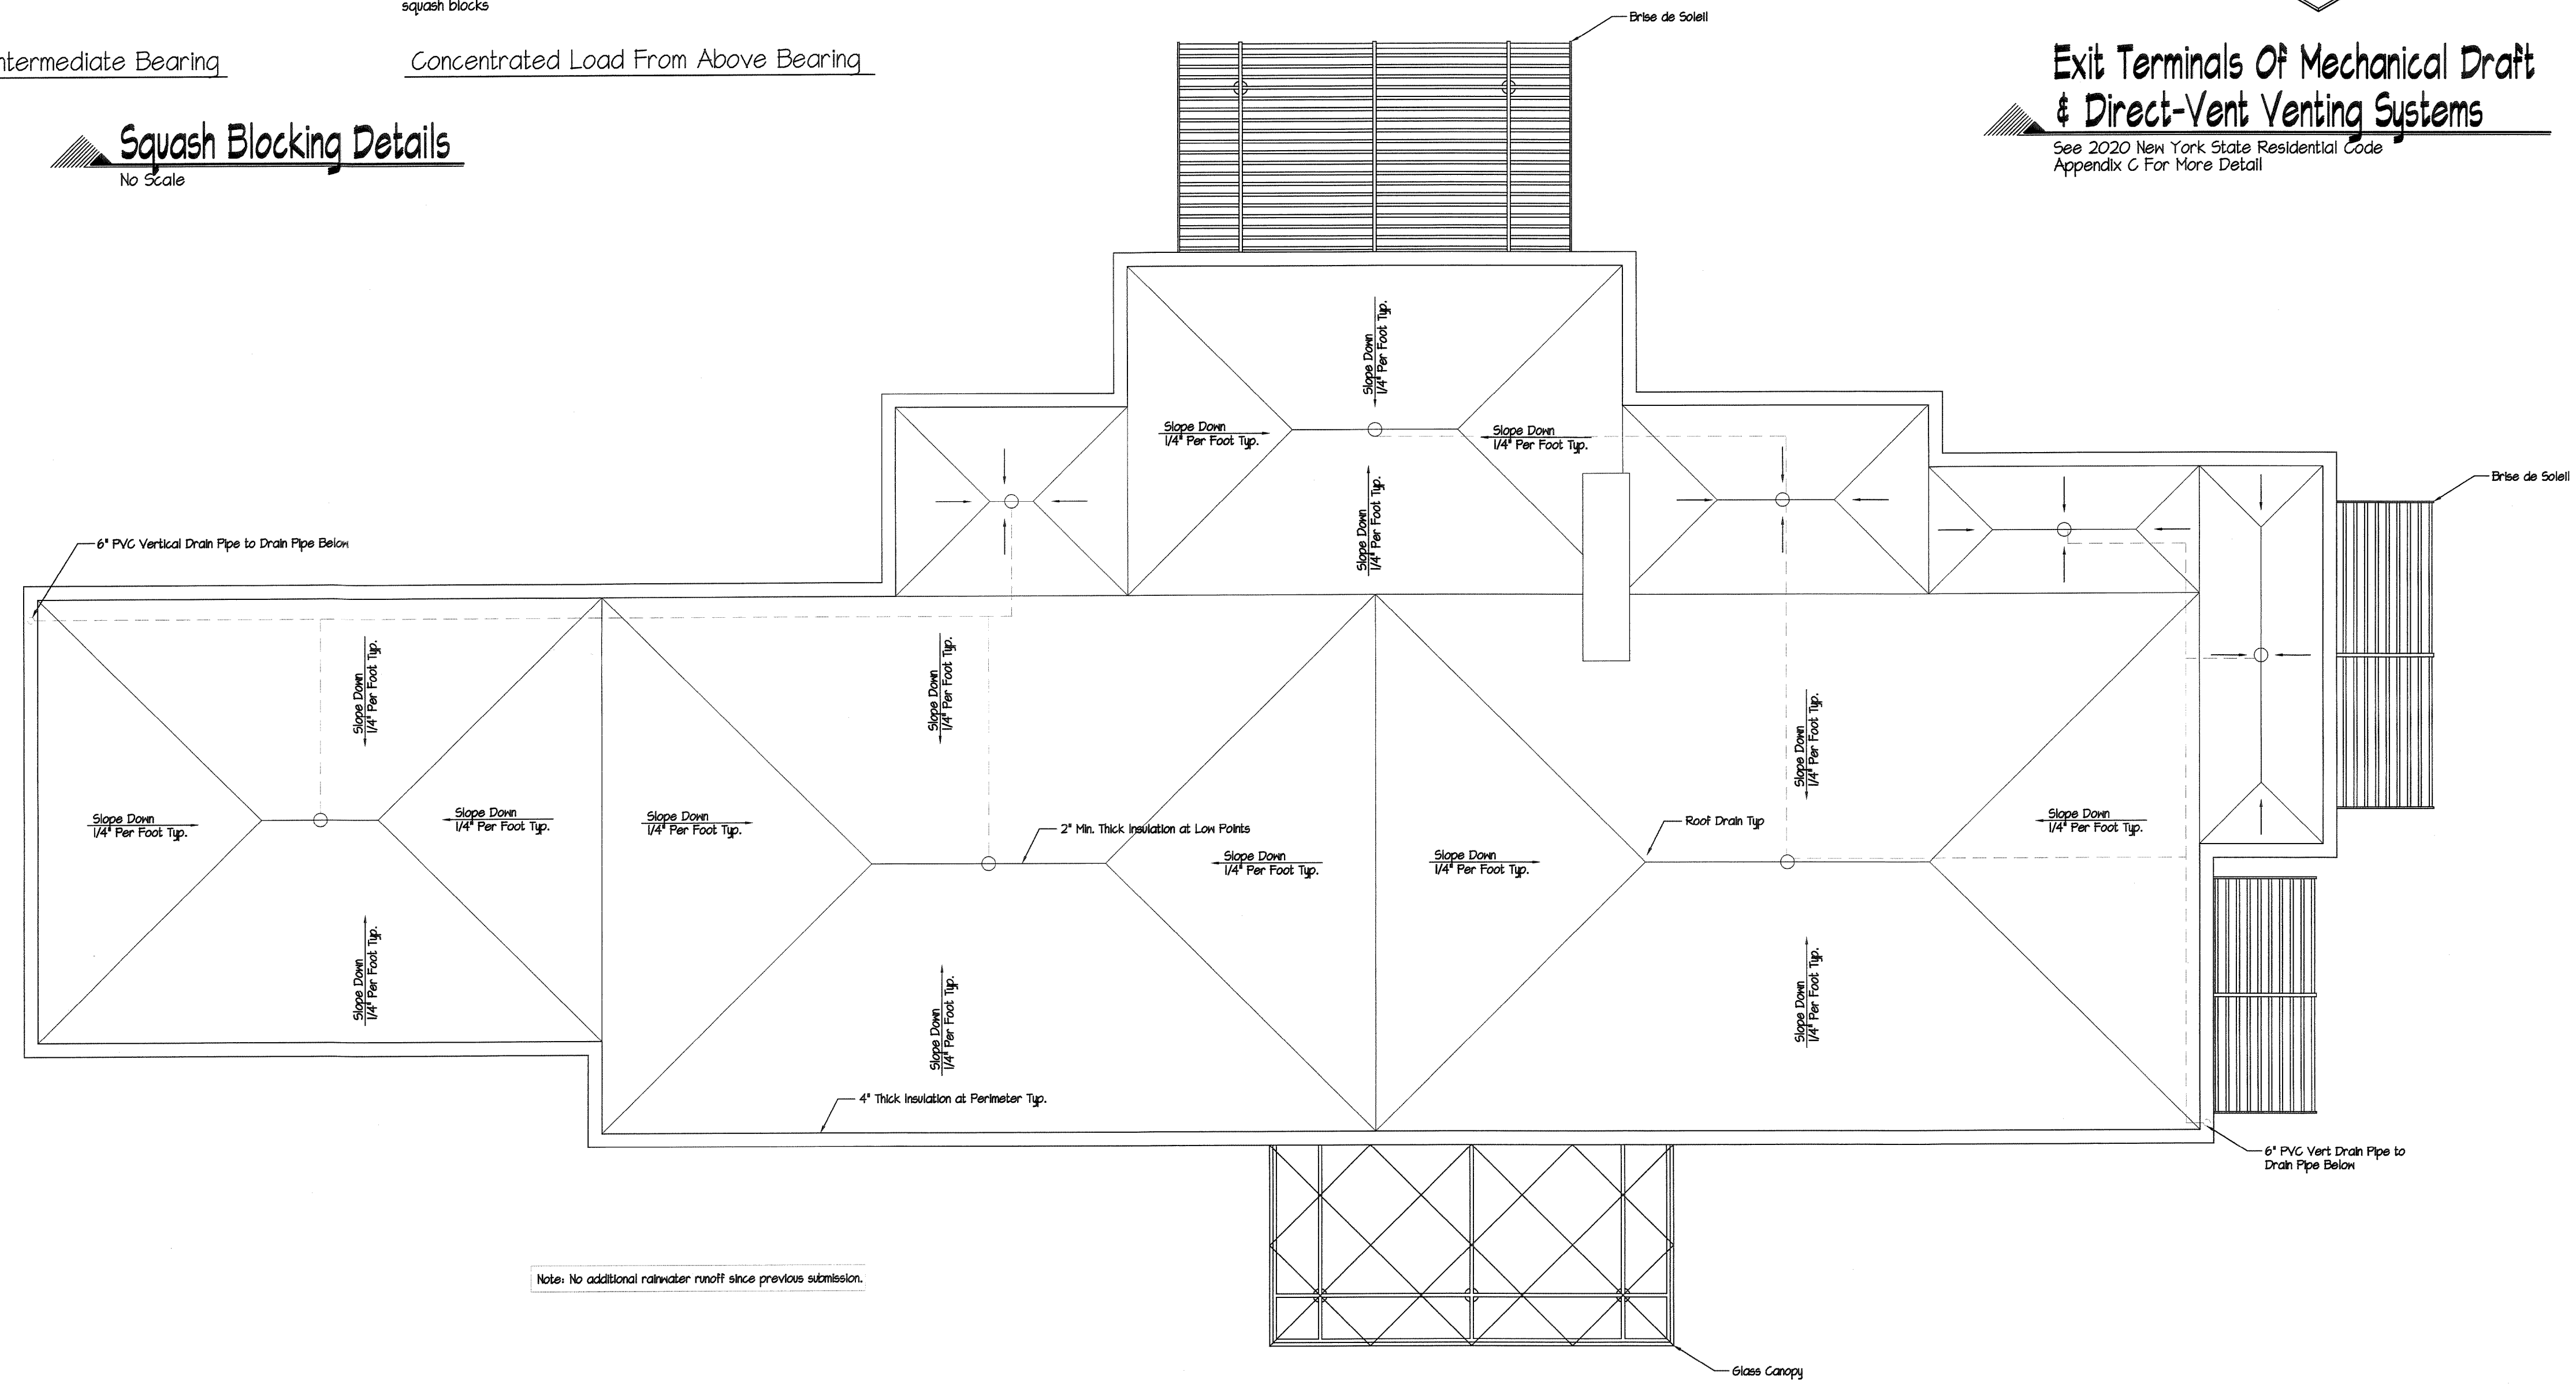 squash blocks
ntermediate Bearing
Concentrated Load From Above Bearing
Squash Blocking Details
No Scale
Brise de Soleil
Exit Terminals Of Mechanical Draft
& Direct-Vent Venting Systems
See 2020 New York State Residential Code
Appendix C For More Detail
Slope Down
1/4" Per Foot Typ.
Slope Down
1/4" Per Foot Typ.
Slope Down
1/4" Per Foot Typ.
Slope Down
1/4" Per Foot Typ.
Brise de Soleil
6" PVC Vertical Drain Pipe to Drain Pipe Below
Slope Down
1/4" Per Foot Typ.
Slope Down
1/4" Per Foot Typ.
Slope Down
1/4" Per Foot Typ.
Slope Down
1/4" Per Foot Typ.
Slope Down
1/4" Per Foot Typ.
Slope Down
1/4" Per Foot Typ.
2" Min. Thick Insulation at Low Points
Roof Drain Typ
Slope Down
1/4" Per Foot Typ.
Slope Down
1/4" Per Foot Typ.
Slope Down
1/4" Per Foot Typ.
Slope Down
1/4" Per Foot Typ.
Slope Down
1/4" Per Foot Typ.
Slope Down
1/4" Per Foot Typ.
4" Thick Insulation at Perimeter Typ.
6" PVC Vert Drain Pipe to
Drain Pipe Below
Note: No additional rainwater runoff since previous submission.
Glass Canopy